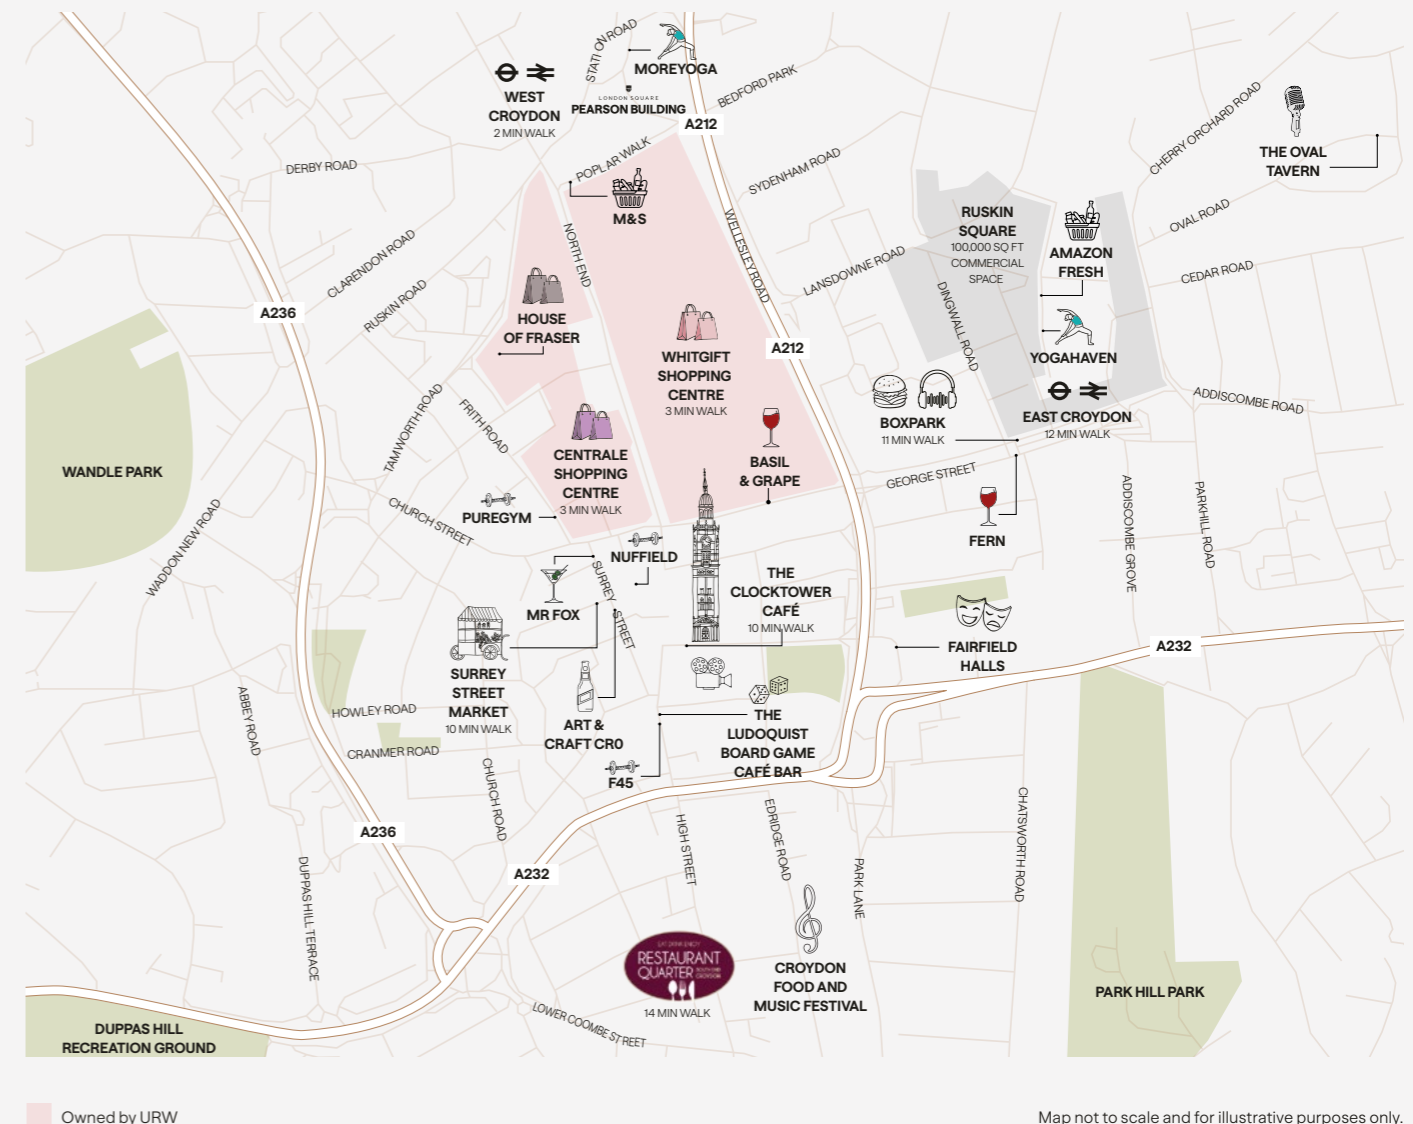 STATION ROAD
MOREYOGA
BEDFORD PARK
WEST
CROYDON
2 MIN WALK
LONDON SQUARE
PEARSON BUILDING
A212
CHERRY ORCHARD ROAD
THE OVAL
TAVERN
DERBY ROAD
POPLAR WALK
SYDENHAM ROAD
M&S
WELLESLEY ROAD
NORTH END
RUSKIN
SQUARE
100,000 SQ FT
COMMERCIAL
SPACE
AMAZON
FRESH
OVAL ROAD
CLARENDON ROAD
LANSDOWNE ROAD
CEDAR ROAD
RUSKIN ROAD
DINGWALL ROAD
A236
HOUSE
OF FRASER
A212
WHITGIFT
SHOPPING
CENTRE
3 MIN WALK
YOGAHAVEN
TAMWORTH ROAD
FRITH ROAD
BOXPARK
11 MIN WALK
EAST CROYDON
12 MIN WALK
ADDISCOMBE ROAD
WANDLE PARK
CENTRALE
SHOPPING
CENTRE
3 MIN WALK
BASIL
& GRAPE
GEORGE STREET
ADDISCOMBE GROVE
PARKHILL ROAD
PUREGYM
CHURCH STREET
WADDON NEW ROAD
FERN
NUFFIELD
SURREY STREET
MR FOX
THE
CLOCKTOWER
CAFÉ
10 MIN WALK
FAIRFIELD
HALLS
A232
SURREY
STREET
MARKET
10 MIN WALK
ABBEY ROAD
HOWLEY ROAD
CRANMER ROAD
ART &
CRAFT CR0
THE
LUDOQUIST
BOARD GAME
CAFÉ BAR
F45
CHURCH ROAD
A236
A232
HIGH STREET
EDRIDGE ROAD
PARK LANE
CHATSWORTH ROAD
DUPPAS HILL TERRACE
EAT DRINK ENJOY
RESTAURANT
QUARTER
14 MIN WALK
CROYDON
FOOD AND
MUSIC FESTIVAL
PARK HILL PARK
LOWER COOMBE STREET
DUPPAS HILL
RECREATION GROUND
Owned by URW
Map not to scale and for illustrative purposes only.